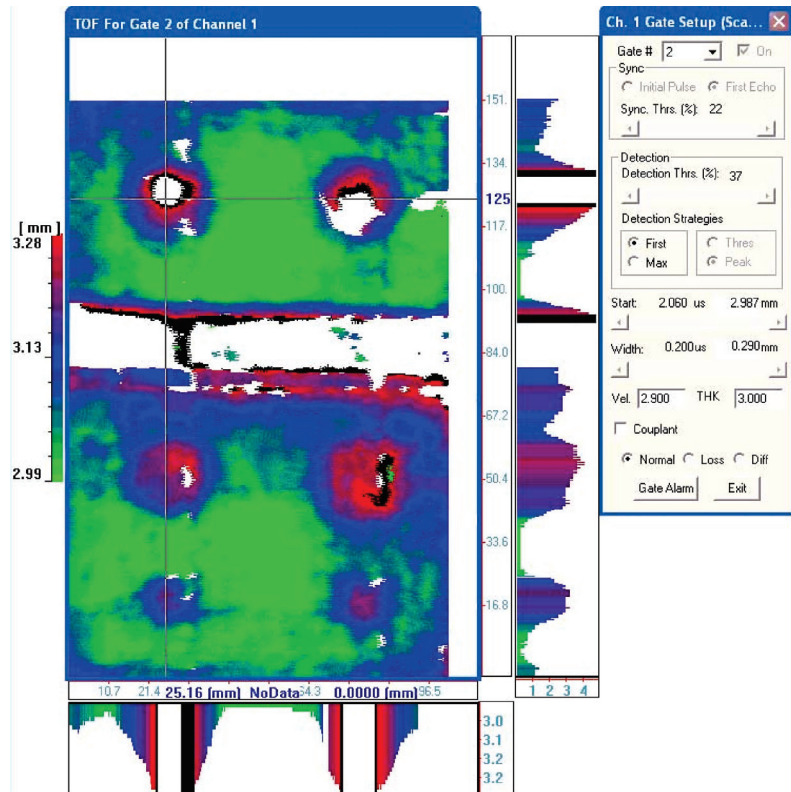 TOF For Gate 2 of Channel 1
[ mm ]
3.28
3.13
2.99
151.
134.
125
117.
100.
84.0
67.2
50.4
33.6
16.8
10.7 21.4 25.16 (mm) NoData 64.3 0.0000 (mm) 96.5
1 2 3 4
3.0
3.1
3.2
3.2
Ch. 1 Gate Setup (Sca...
Gate # 2 On
Sync
Initial Pulse First Echo
Sync. Thrs. (%): 22
Detection
Detection Thrs. (%): 37
Detection Strategies
First Thres
Max Peak
Start: 2.060 us 2.987 mm
Width: 0.200 us 0.290 mm
Vel. 2.900 THK 3.000
Couplant
Normal Loss Diff
Gate Alarm Exit